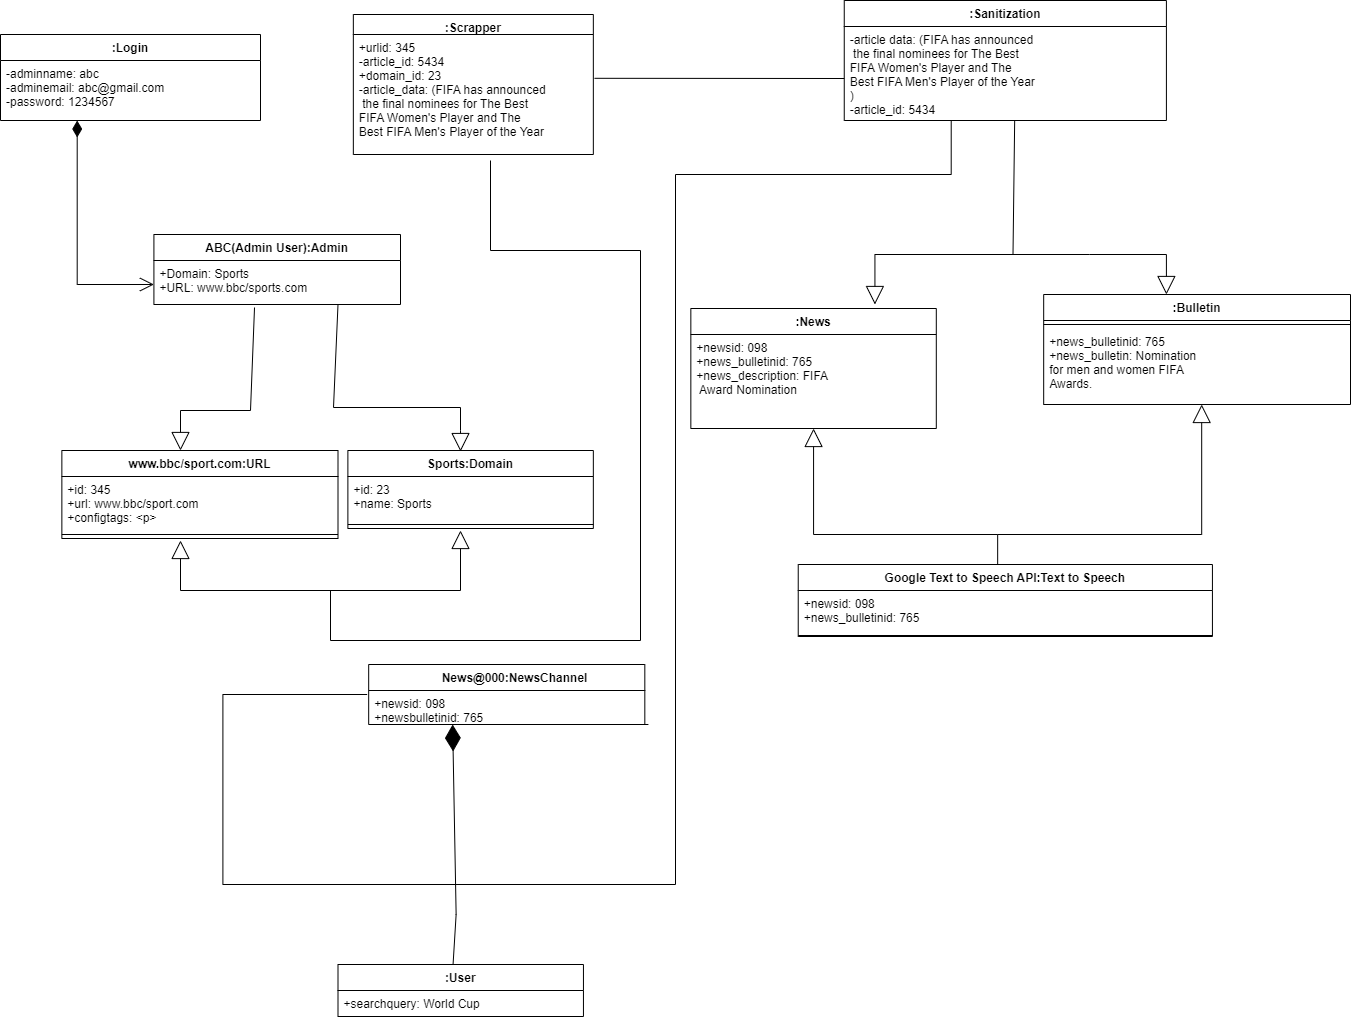 :Login
-adminname: abc
-adminemail: abc@gmail.com
-password: 1234567
:Scrapper
+urlid: 345
-article_id: 5434
+domain_id: 23
-article_data: (FIFA has announced
the final nominees for The Best
FIFA Women's Player and The
Best FIFA Men's Player of the Year
:Sanitization
-article data: (FIFA has announced
the final nominees for The Best
FIFA Women's Player and The
Best FIFA Men's Player of the Year
)
-article_id: 5434
ABC(Admin User):Admin
+Domain: Sports
+URL: www.bbc/sports.com
:News
+newsid: 098
+news_bulletinid: 765
+news_description: FIFA
Award Nomination
:Bulletin
+news_bulletinid: 765
+news_bulletin: Nomination
for men and women FIFA
Awards.
www.bbc/sport.com:URL
+id: 345
+url: www.bbc/sport.com
+configtags: <p>
Sports:Domain
+id: 23
+name: Sports
Google Text to Speech API:Text to Speech
+newsid: 098
+news_bulletinid: 765
News@000:NewsChannel
+newsid: 098
+newsbulletinid: 765
:User
+searchquery: World Cup